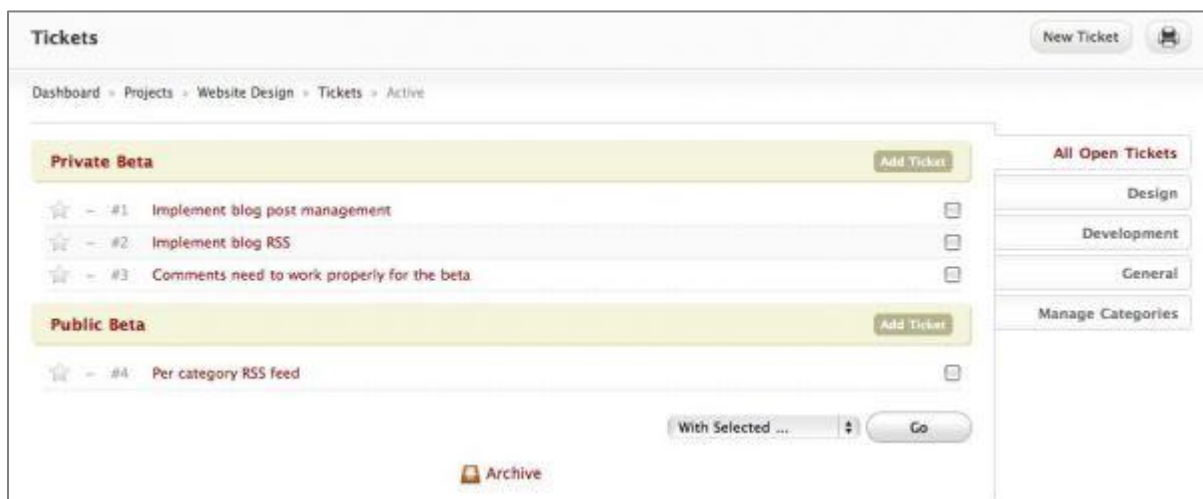 Tickets
New Ticket
Dashboard » Projects » Website Design » Tickets » Active
Private Beta
Add Ticket
– #1 Implement blog post management
– #2 Implement blog RSS
– #3 Comments need to work properly for the beta
Public Beta
Add Ticket
– #4 Per category RSS feed
With Selected ...
Go
Archive
All Open Tickets
Design
Development
General
Manage Categories